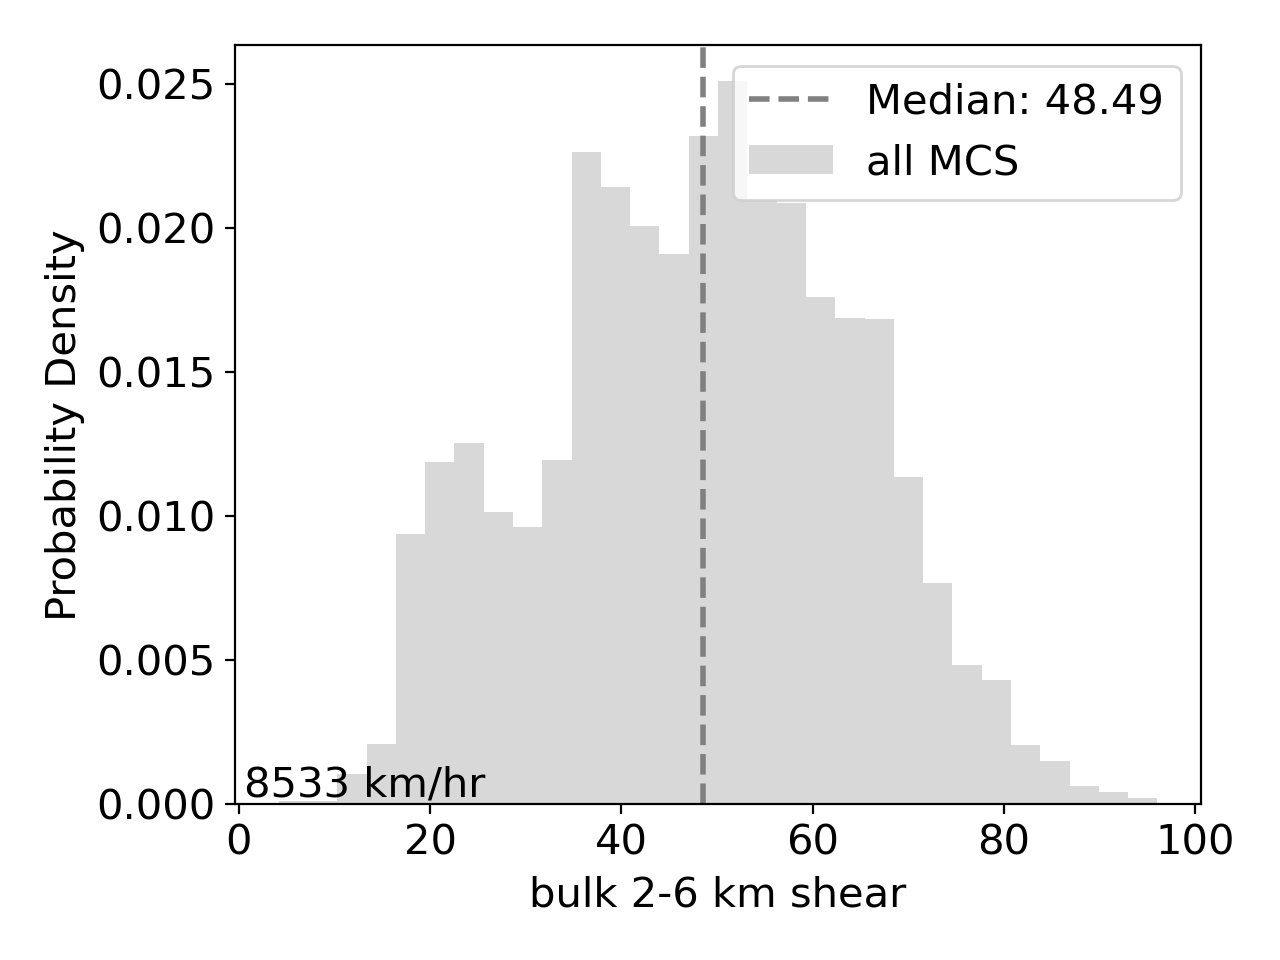 0.025
0.020
0.015
0.010
0.005
0.000
Probability Density
Median: 48.49
all MCS
8533 km/hr
0 20 40 60 80 100
bulk 2-6 km shear